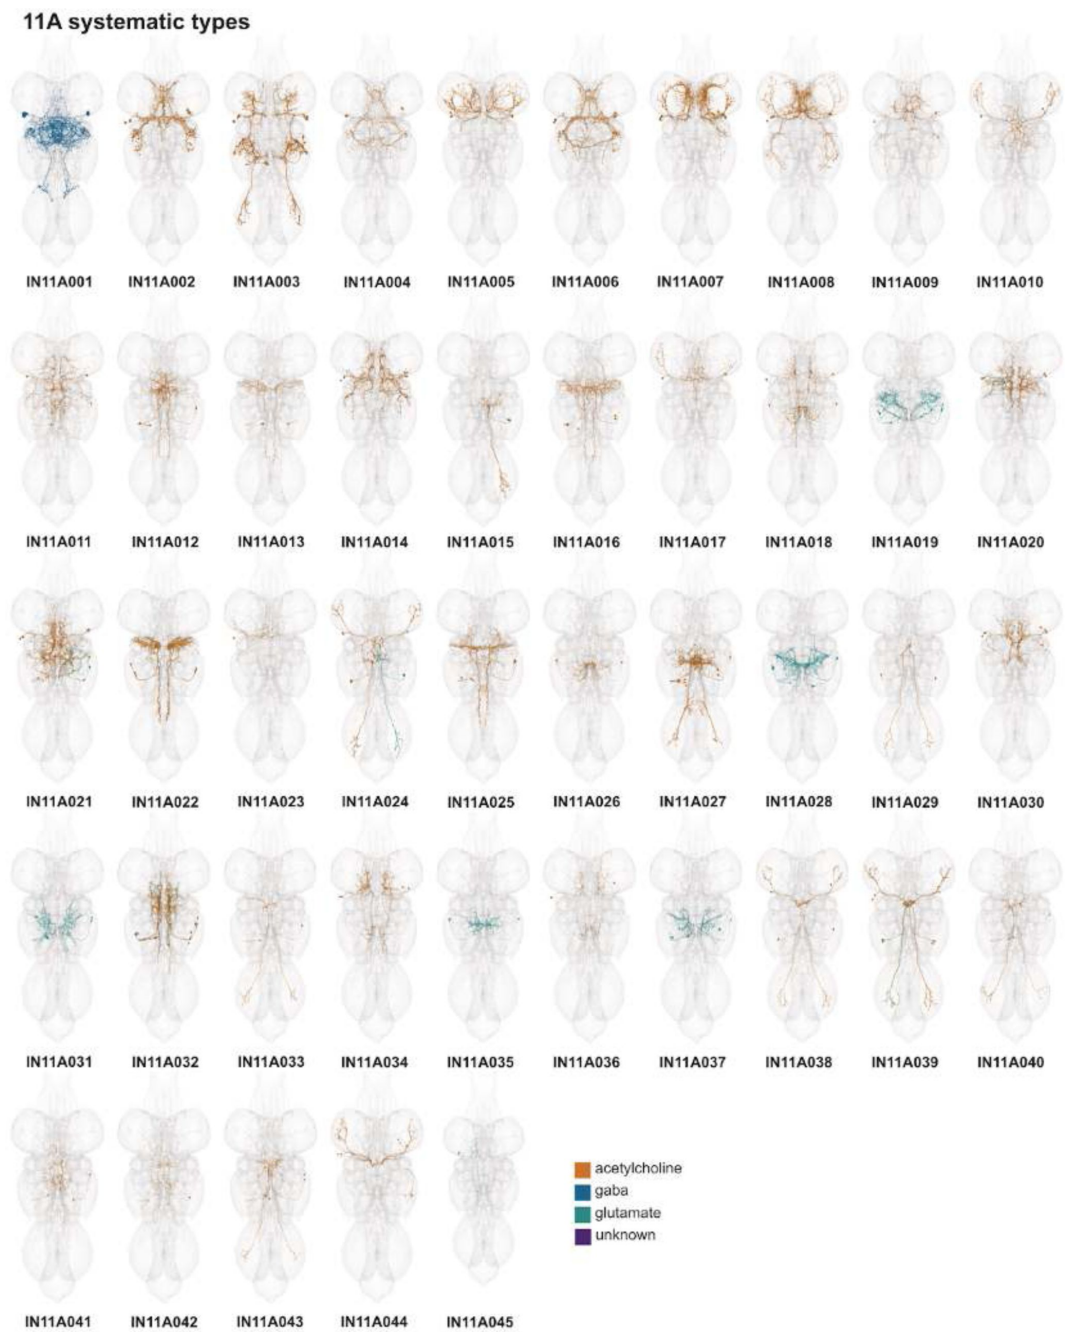 11A systematic types
IN11A001 IN11A002 IN11A003 IN11A004 IN11A005 IN11A006 IN11A007 IN11A008 IN11A009 IN11A010
IN11A011 IN11A012 IN11A013 IN11A014 IN11A015 IN11A016 IN11A017 IN11A018 IN11A019 IN11A020
IN11A021 IN11A022 IN11A023 IN11A024 IN11A025 IN11A026 IN11A027 IN11A028 IN11A029 IN11A030
IN11A031 IN11A032 IN11A033 IN11A034 IN11A035 IN11A036 IN11A037 IN11A038 IN11A039 IN11A040
acetylcholine
gaba
glutamate
unknown
IN11A041 IN11A042 IN11A043 IN11A044 IN11A045